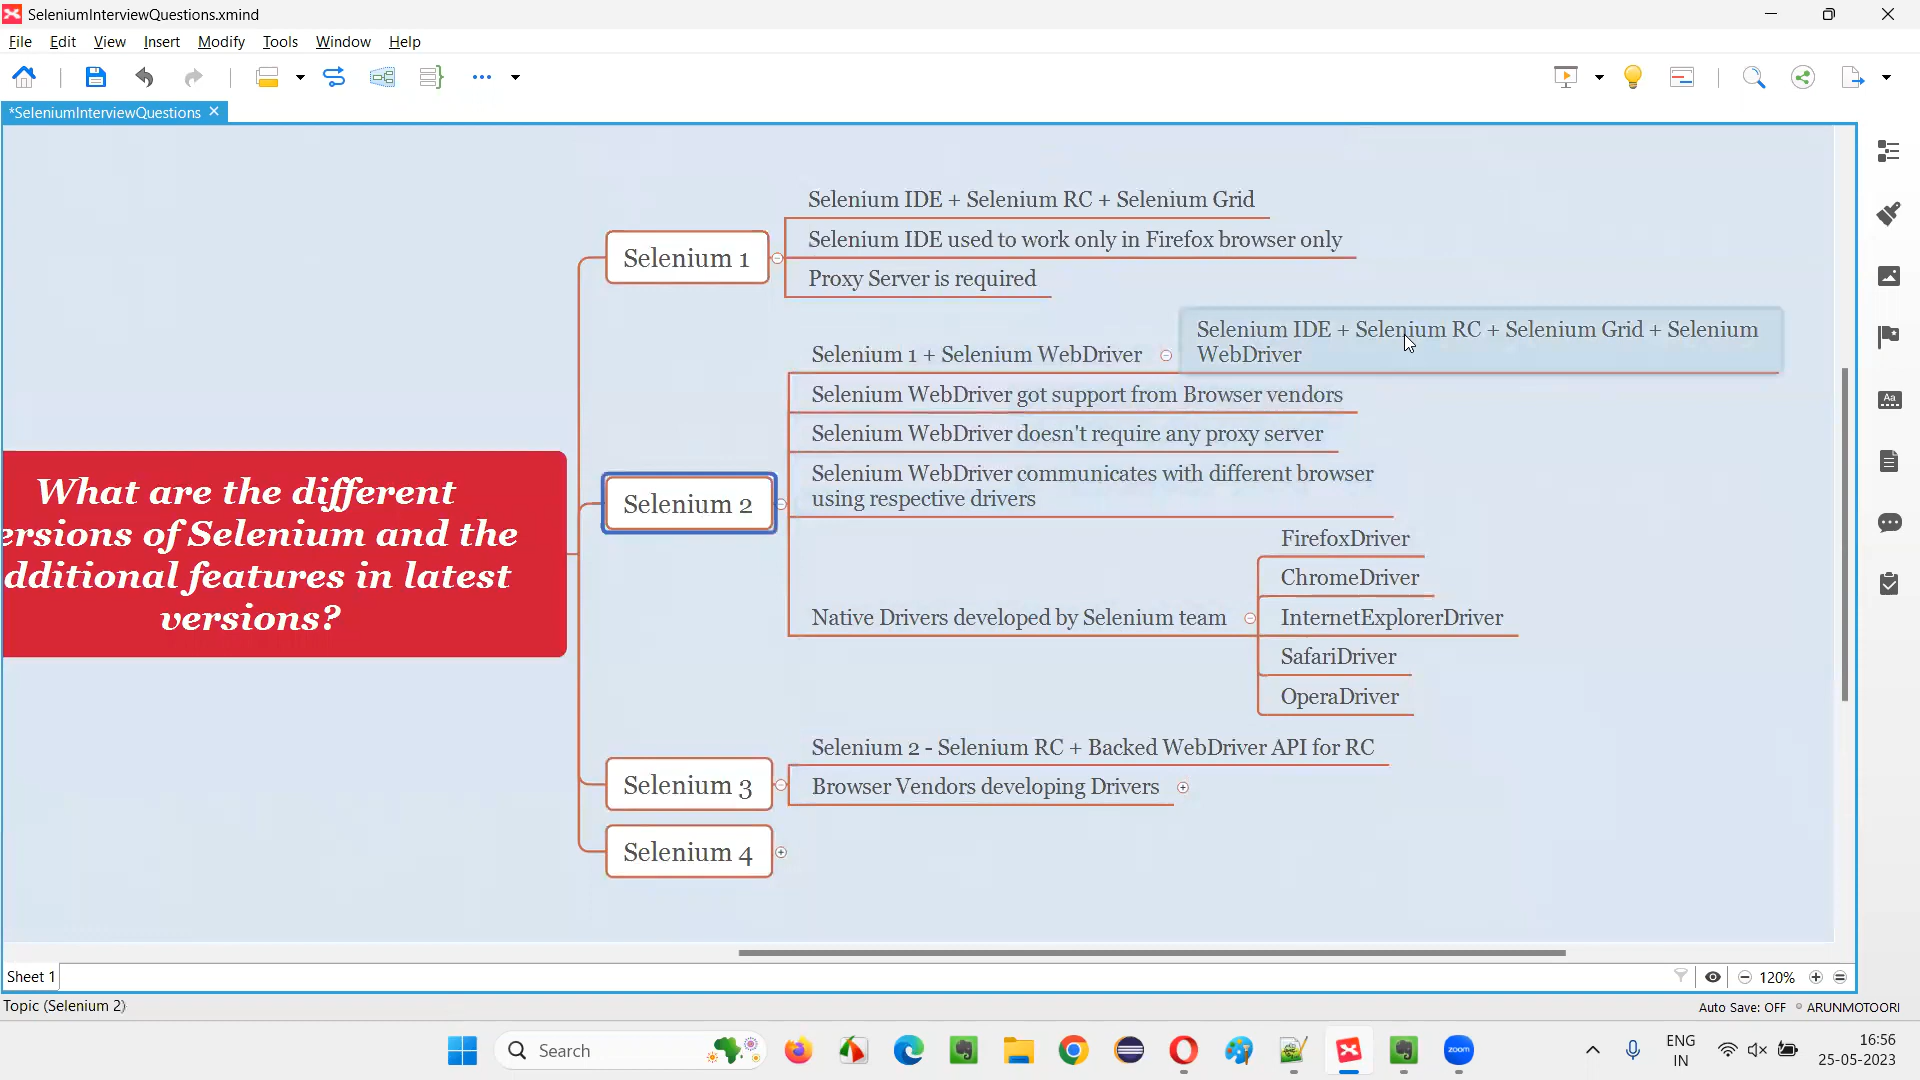 SeleniumInterviewQuestions.xmind
File Edit View Insert Modify Tools Window Help
*SeleniumInterviewQuestions
Selenium IDE + Selenium RC + Selenium Grid
Selenium IDE used to work only in Firefox browser only
Selenium 1
Proxy Server is required
Selenium IDE + Selenium RC + Selenium Grid + Selenium
WebDriver
Selenium 1 + Selenium WebDriver
Selenium WebDriver got support from Browser vendors
Selenium WebDriver doesn't require any proxy server
Selenium WebDriver communicates with different browser
using respective drivers
Selenium 2
What are the different
ersions of Selenium and the
dditional features in latest
versions?
FirefoxDriver
ChromeDriver
Native Drivers developed by Selenium team
InternetExplorerDriver
SafariDriver
OperaDriver
Selenium 2 - Selenium RC + Backed WebDriver API for RC
Selenium 3
Browser Vendors developing Drivers
Selenium 4
Sheet 1
120%
Topic (Selenium 2)
Auto Save: OFF
ARUNMOTOORI
Search
zoom
ENG
IN
16:56
25-05-2023